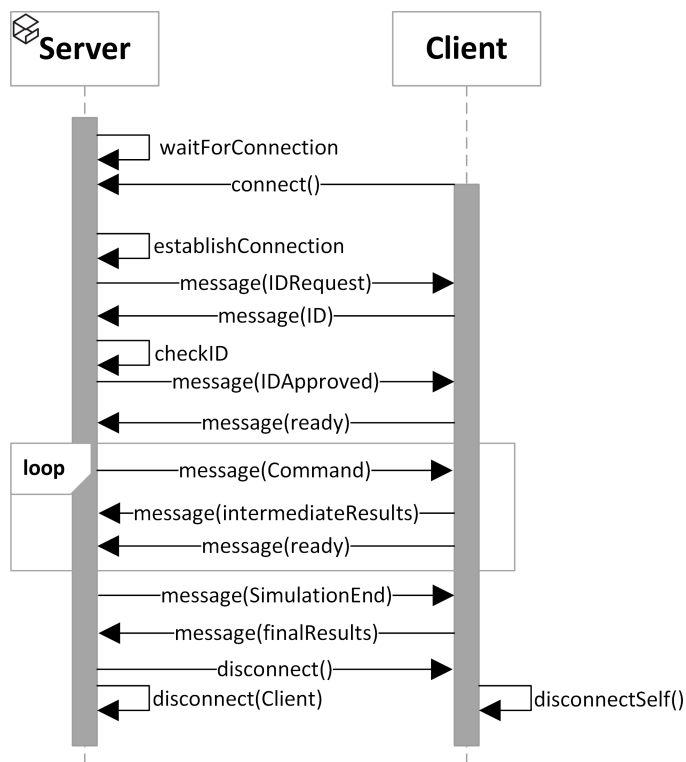 Server
Client
waitForConnection
connect()
establishConnection
message(IDRequest)
message(ID)
checkID
message(IDApproved)
message(ready)
loop
message(Command)
message(intermediateResults)
message(ready)
message(SimulationEnd)
message(finalResults)
disconnect()
disconnect(Client)
disconnectSelf()